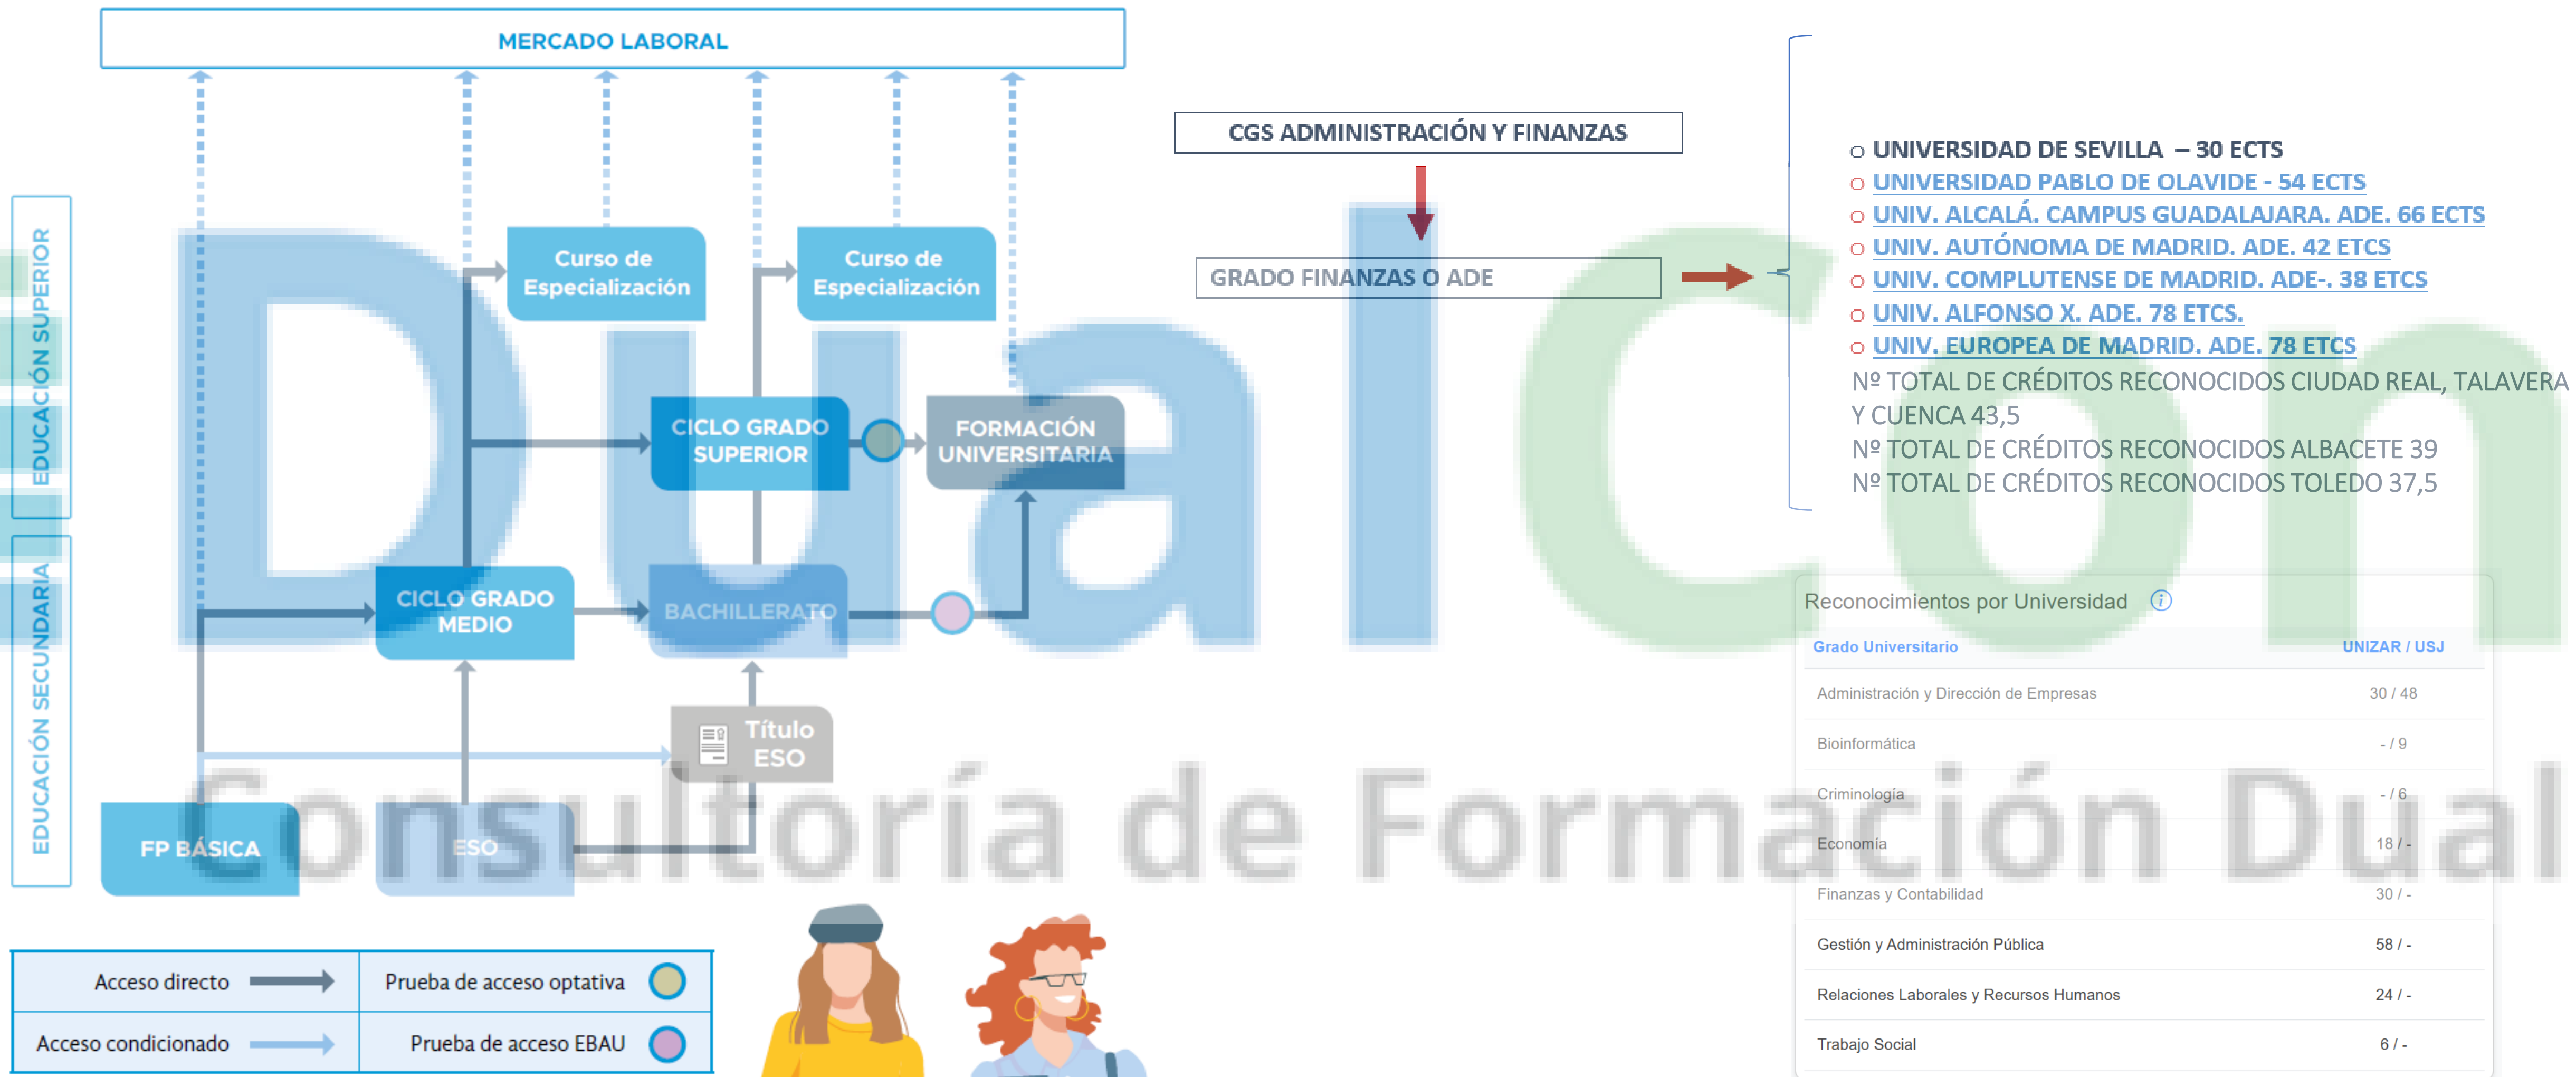 MERCADO LABORAL
EDUCACIÓN SUPERIOR
EDUCACIÓN SECUNDARIA
Curso de
Especialización
Curso de
Especialización
CICLO GRADO
SUPERIOR
FORMACIÓN
UNIVERSITARIA
CICLO GRADO
MEDIO
BACHILLERATO
Título
ESO
FP BÁSICA
ESO
Acceso directo
Prueba de acceso optativa
Acceso condicionado
Prueba de acceso EBAU
CGS ADMINISTRACIÓN Y FINANZAS
GRADO FINANZAS O ADE
UNIVERSIDAD DE SEVILLA – 30 ECTS
UNIVERSIDAD PABLO DE OLAVIDE - 54 ECTS
UNIV. ALCALÁ. CAMPUS GUADALAJARA. ADE. 66 ECTS
UNIV. AUTÓNOMA DE MADRID. ADE. 42 ETCS
UNIV. COMPLUTENSE DE MADRID. ADE-. 38 ETCS
UNIV. ALFONSO X. ADE. 78 ETCS.
UNIV. EUROPEA DE MADRID. ADE. 78 ETCS
Nº TOTAL DE CRÉDITOS RECONOCIDOS CIUDAD REAL, TALAVERA
Y CUENCA 43,5
Nº TOTAL DE CRÉDITOS RECONOCIDOS ALBACETE 39
Nº TOTAL DE CRÉDITOS RECONOCIDOS TOLEDO 37,5
Reconocimientos por Universidad
Grado Universitario UNIZAR / USJ
Administración y Dirección de Empresas 30 / 48
Bioinformática - / 9
Criminología - / 6
Economía 18 / -
Finanzas y Contabilidad 30 / -
Gestión y Administración Pública 58 / -
Relaciones Laborales y Recursos Humanos 24 / -
Trabajo Social 6 / -
DualCon
Consultoría de Formación Dual